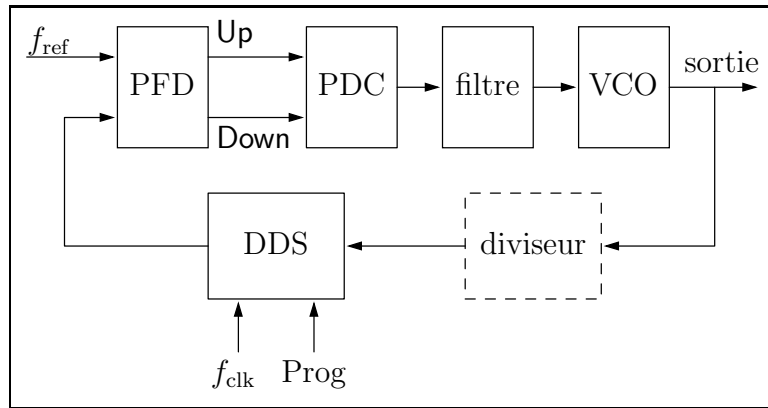 f_ref
Up
PFD
Down
PDC
filtre
VCO
sortie
DDS
diviseur
f_clk
Prog